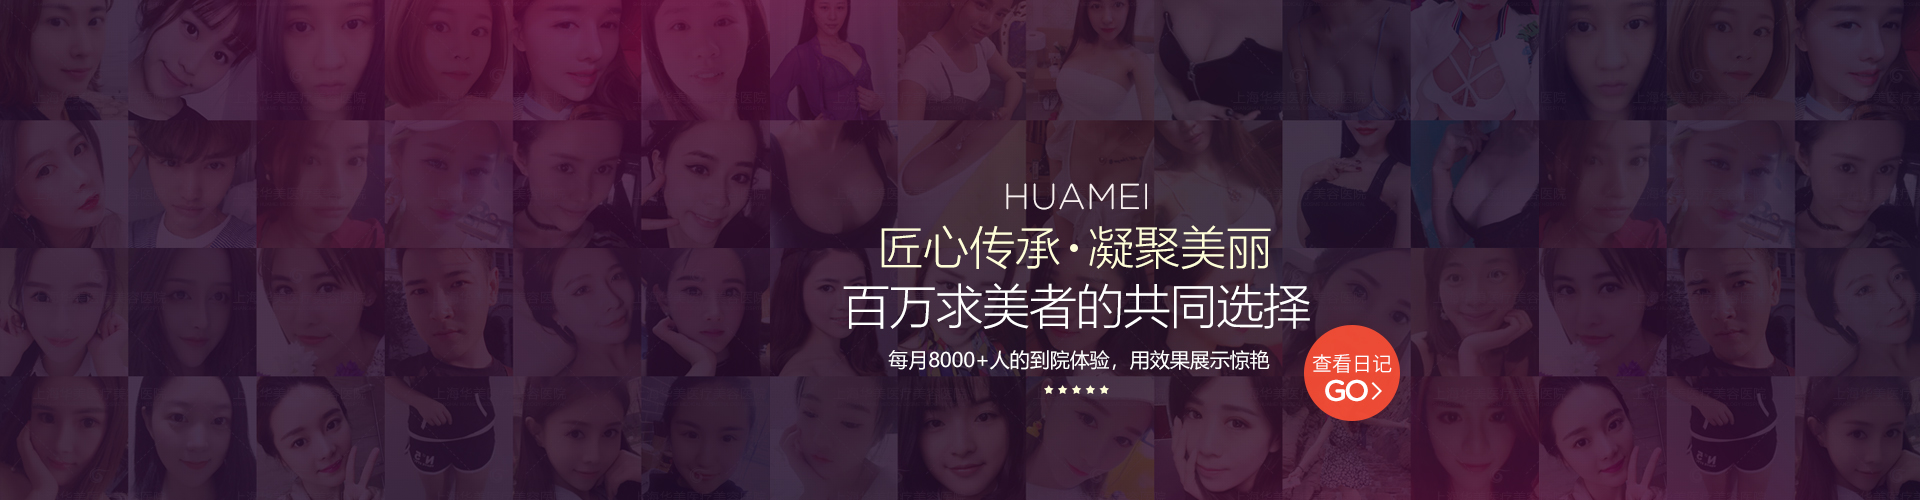 HUAMEI
匠心传承·凝聚美丽
百万求美者的共同选择
每月8000+人的到院体验，用效果展示惊艳
查看日记
GO>